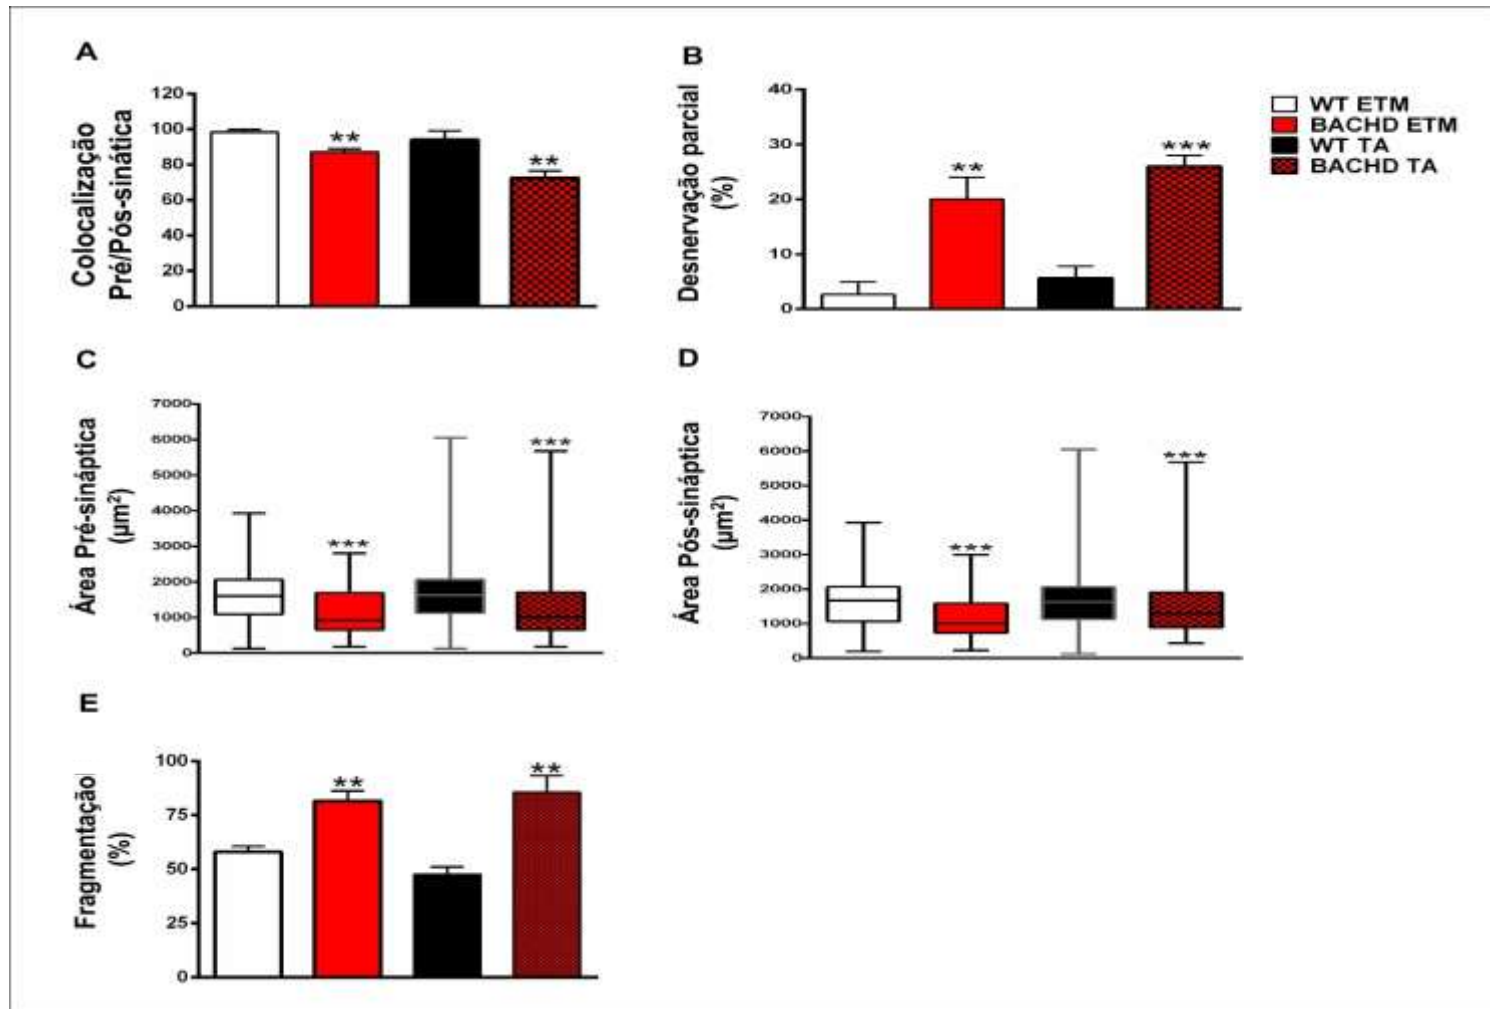 A
Colocalização
Pré/Pós-sinática
120
100
80
60
40
20
0
**
**
B
Desnervação parcial
(%)
40
30
20
10
0
**
***
WT ETM
BACHD ETM
WT TA
BACHD TA
C
Área Pré-sináptica
(µm²)
7000
6000
5000
4000
3000
2000
1000
0
***
***
D
Área Pós-sináptica
(µm²)
7000
6000
5000
4000
3000
2000
1000
0
***
***
E
Fragmentação
(%)
100
75
50
25
0
**
**